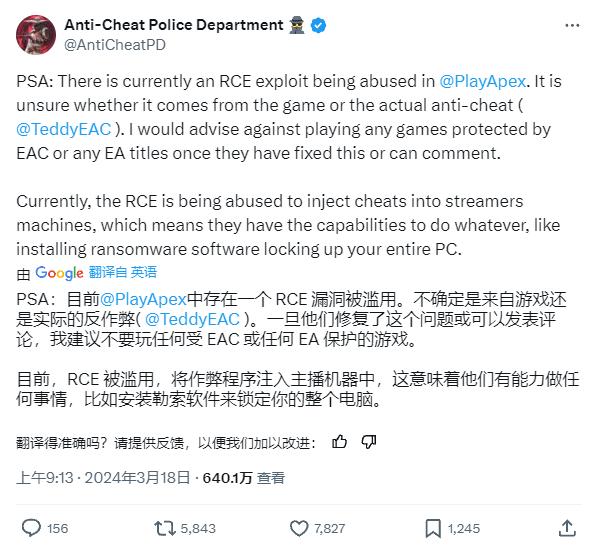 Anti-Cheat Police Department
@AntiCheatPD
PSA: There is currently an RCE exploit being abused in @PlayApex. It is
unsure whether it comes from the game or the actual anti-cheat (
@TeddyEAC ). I would advise against playing any games protected by
EAC or any EA titles once they have fixed this or can comment.
Currently, the RCE is being abused to inject cheats into streamers
machines, which means they have the capabilities to do whatever, like
installing ransomware software locking up your entire PC.
由 Google 翻译自 英语
PSA：目前@PlayApex中存在一个 RCE 漏洞被滥用。不确定是来自游戏还
是实际的反作弊( @TeddyEAC )。一旦他们修复了这个问题或可以发表评
论，我建议不要玩任何受 EAC 或任何 EA 保护的游戏。
目前，RCE 被滥用，将作弊程序注入主播机器中，这意味着他们有能力做任
何事情，比如安装勒索软件来锁定你的整个电脑。
翻译得准确吗？请提供反馈，以便我们加以改进：
上午9:13 · 2024年3月18日 · 640.1万 查看
156 5,843 7,827 1,245